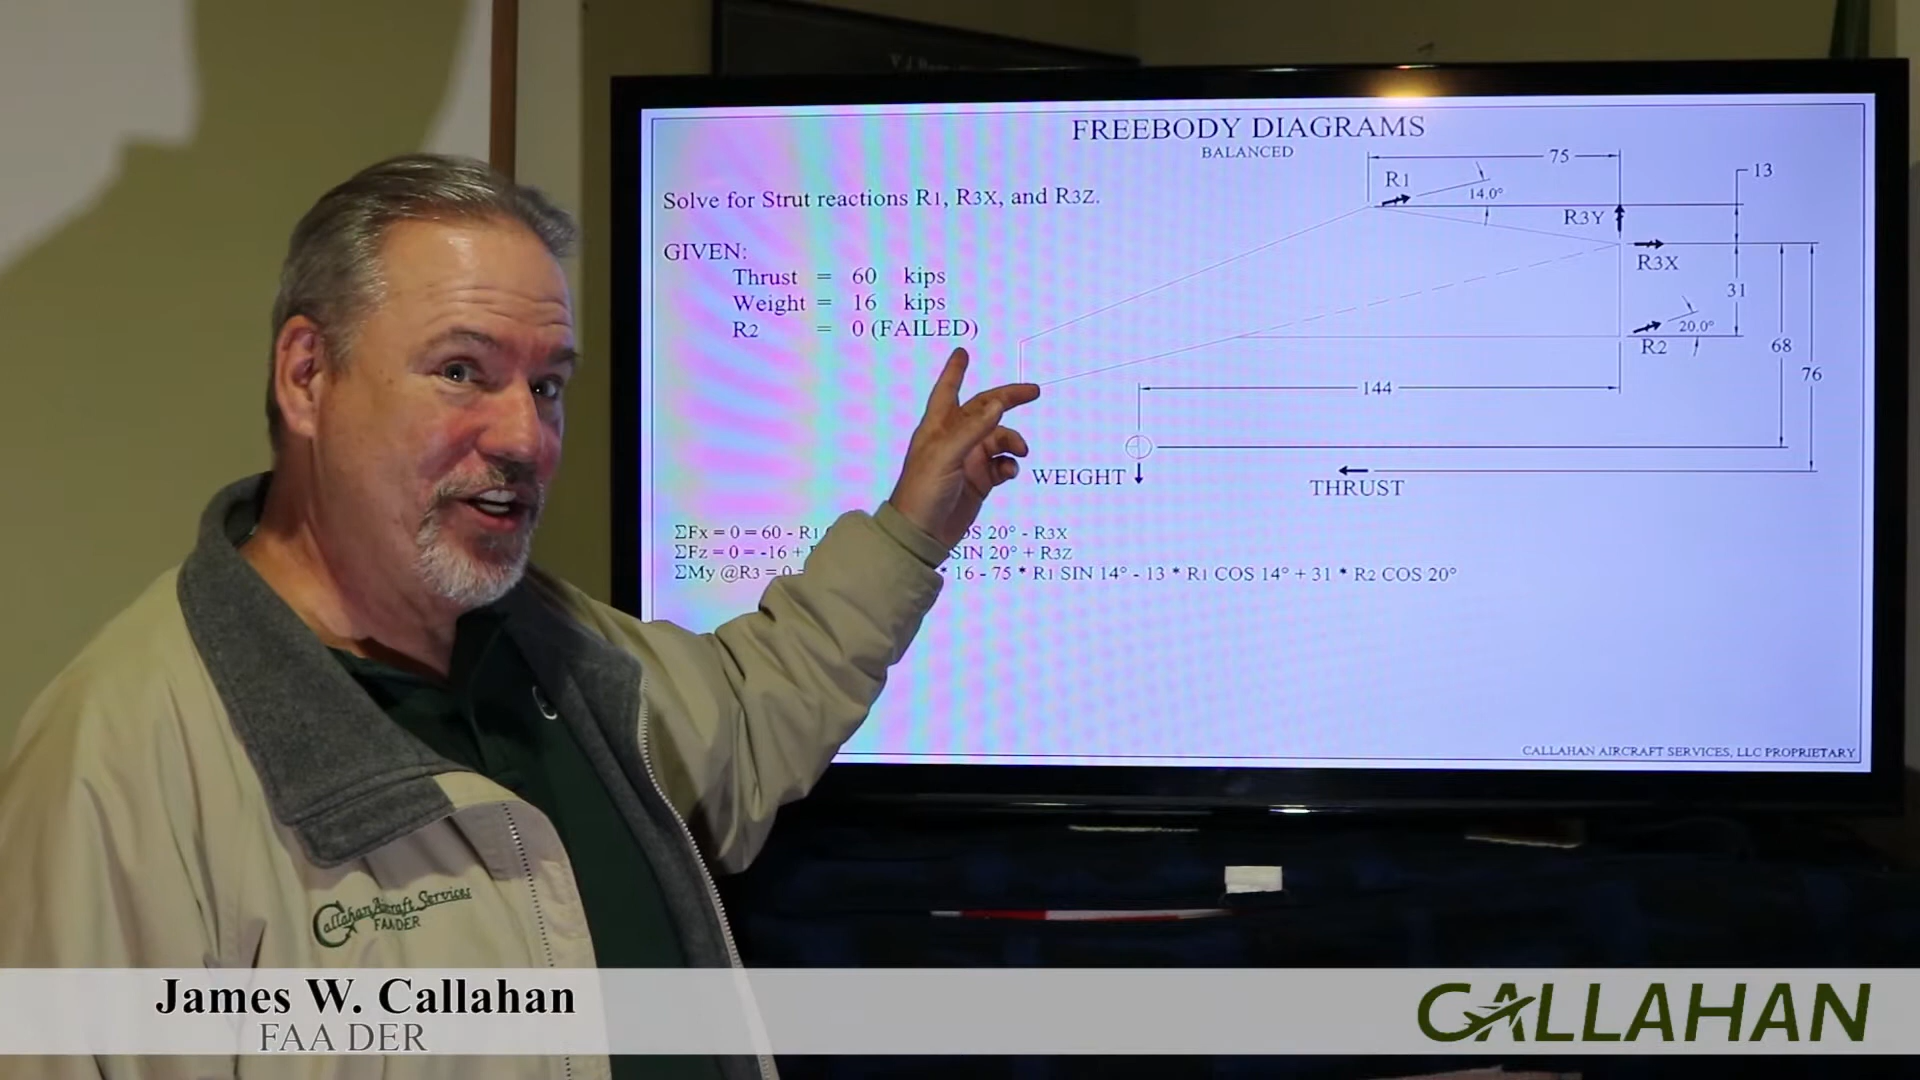 FREEBODY DIAGRAMS
BALANCED
Solve for Strut reactions R1, R3X, and R3Z.
GIVEN:
Thrust = 60 kips
Weight = 16 kips
R2 = 0 (FAILED)
75
13
R1
14.0°
R3Y
R3X
31
20.0°
R2
68
76
144
WEIGHT
THRUST
ΣFx = 0 = 60 - R1
OS 20° - R3X
ΣFz = 0 = -16 +
SIN 20° + R3Z
ΣMy @R3 = 0 =
* 16 - 75 * R1 SIN 14° - 13 * R1 COS 14° + 31 * R2 COS 20°
CALLAHAN AIRCRAFT SERVICES, LLC PROPRIETARY
Callahan Aircraft Services
FAA DER
James W. Callahan
FAA DER
CALLAHAN